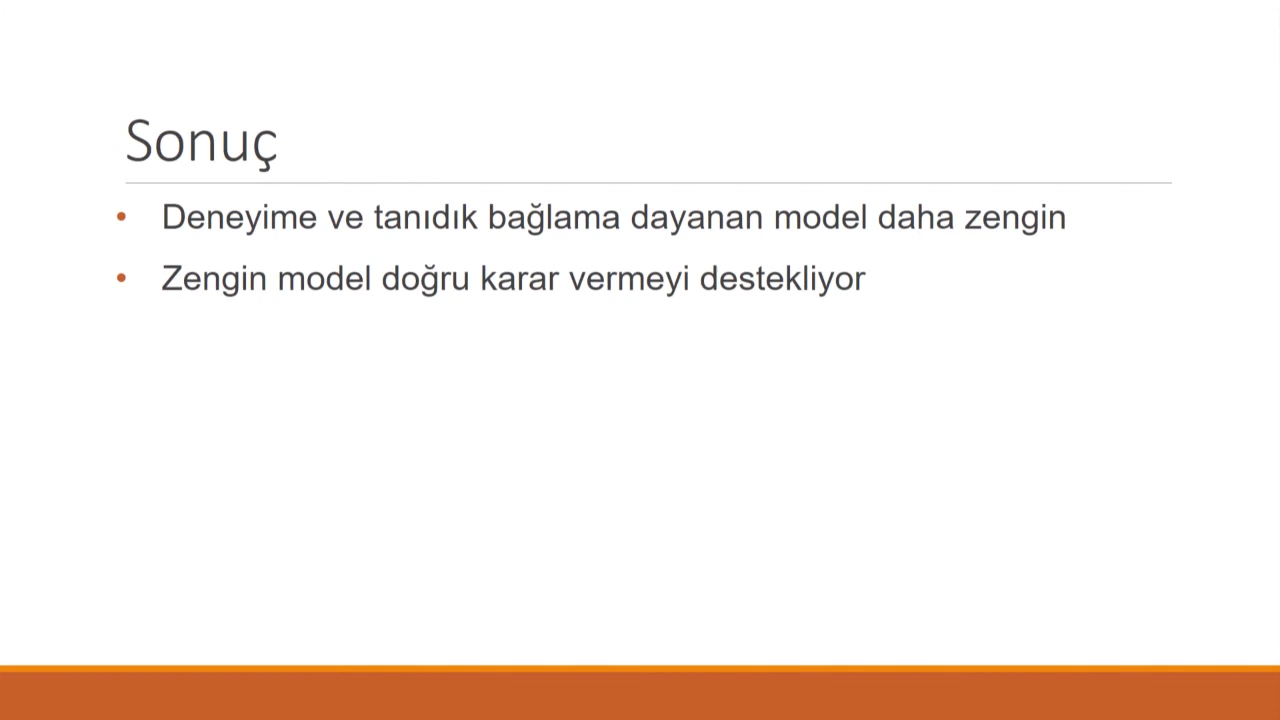 Sonuç
• Deneyime ve tanıdık bağlama dayanan model daha zengin
• Zengin model doğru karar vermeyi destekliyor